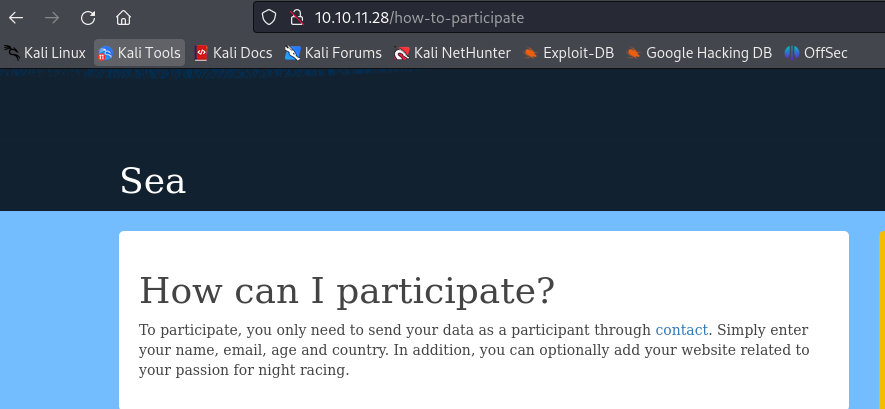 10.10.11.28/how-to-participate
Kali Linux Kali Tools Kali Docs Kali Forums Kali NetHunter Exploit-DB Google Hacking DB OffSec
Sea
How can I participate?
To participate, you only need to send your data as a participant through contact. Simply enter
your name, email, age and country. In addition, you can optionally add your website related to
your passion for night racing.